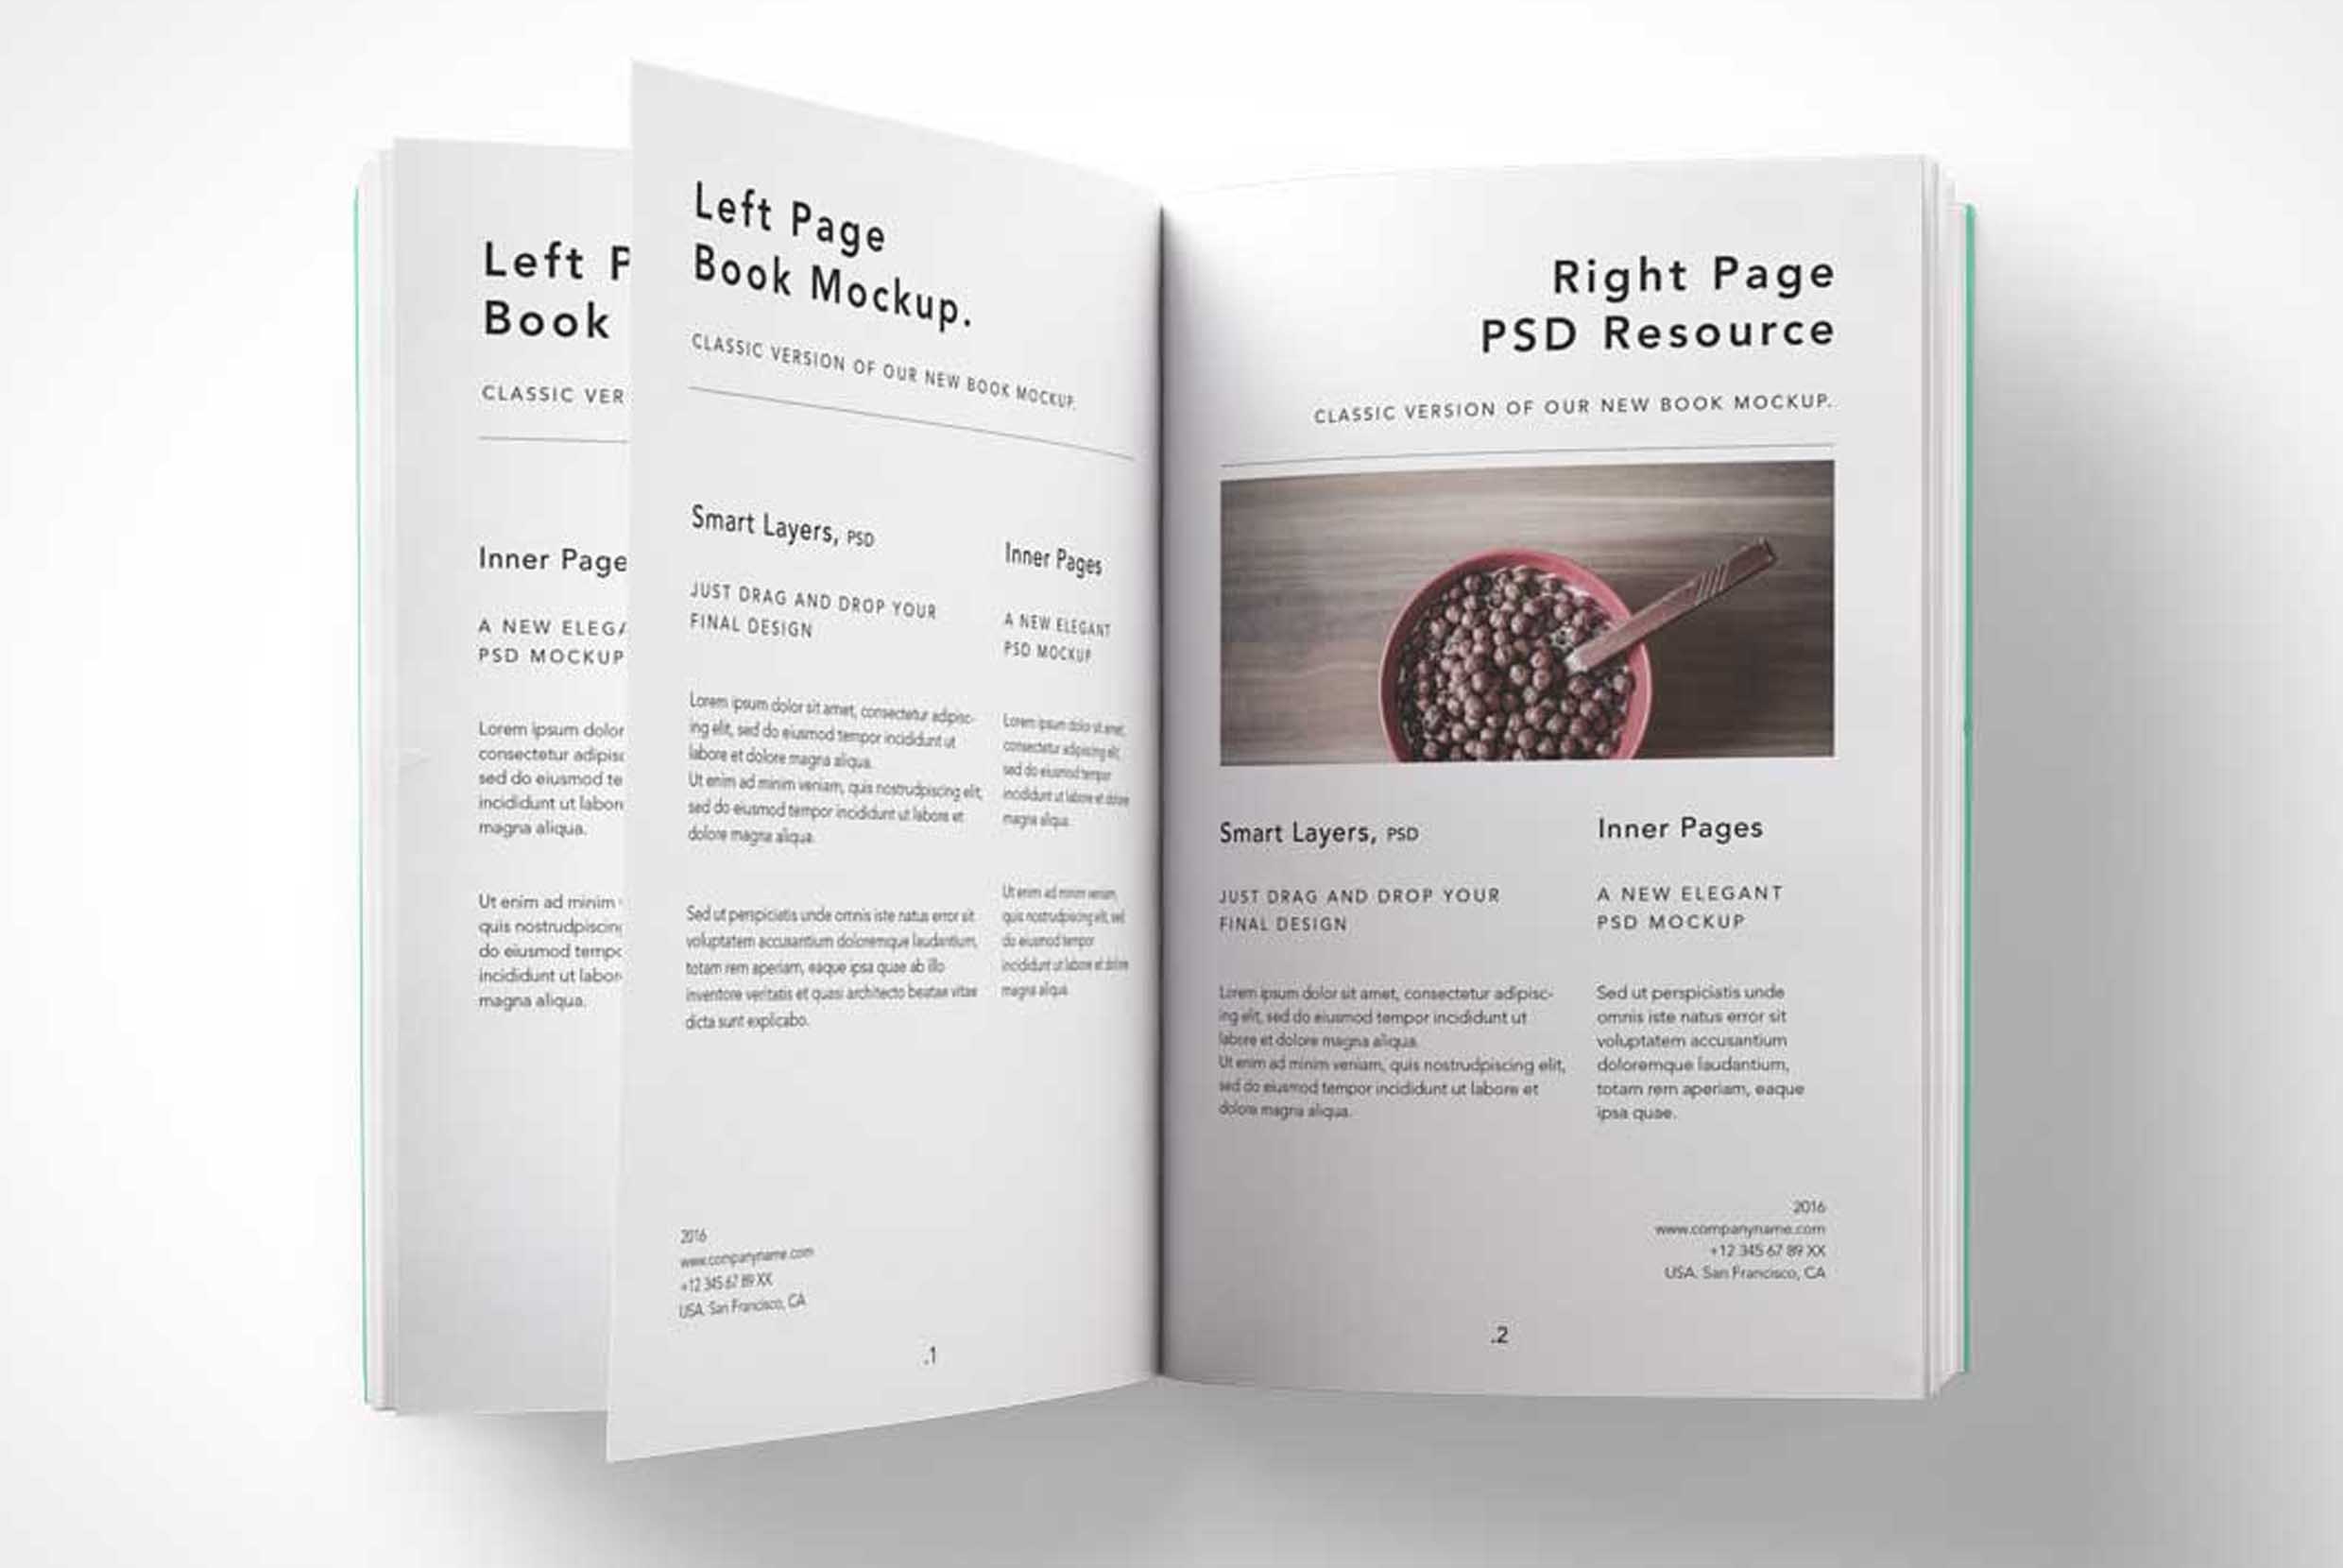 Left P
Book
CLASSIC VER
Inner Page
A NEW ELEGA
PSD MOCKUP
Lorem ipsum dolor
consectetur adipisc
sed do eiusmod te
incididunt ut labor
magna aliqua.
Ut enim ad minim
quis nostrudpiscing
do eiusmod tempo
incididunt ut labor
magna aliqua.
Left Page
Book Mockup.
CLASSIC VERSION OF OUR NEW BOOK MOCKUP.
Smart Layers, PSD
JUST DRAG AND DROP YOUR
FINAL DESIGN
Lorem ipsum dolor sit amet, consectetur adipisc-
ing elit, sed do eiusmod tempor incididunt ut
labore et dolore magna aliqua.
Ut enim ad minim veniam, quis nostrudpiscing elit,
sed do eiusmod tempor incididunt ut labore et
dolore magna aliqua.
Sed ut perspiciatis unde omnis iste natus error sit
voluptatem accusantium doloremque laudantium,
totam rem aperiam, eaque ipsa quae ab illo
inventore veritatis et quasi architecto beatae vitae
dicta sunt explicabo.
Inner Pages
A NEW ELEGANT
PSD MOCKUP
Lorem ipsum dolor sit amet,
consectetur adipiscing elit,
sed do eiusmod tempor
incididunt ut labore et dolore
magna aliqua.
Ut enim ad minim veniam,
quis nostrudpiscing elit, sed
do eiusmod tempor
incididunt ut labore et dolore
magna aliqua.
2016
www.companyname.com
+12 345 67 89 XX
USA. San Francisco, CA
.1
Right Page
PSD Resource
CLASSIC VERSION OF OUR NEW BOOK MOCKUP.
Smart Layers, PSD
JUST DRAG AND DROP YOUR
FINAL DESIGN
Lorem ipsum dolor sit amet, consectetur adipisc-
ing elit, sed do eiusmod tempor incididunt ut
labore et dolore magna aliqua.
Ut enim ad minim veniam, quis nostrudpiscing elit,
sed do eiusmod tempor incididunt ut labore et
dolore magna aliqua.
Inner Pages
A NEW ELEGANT
PSD MOCKUP
Sed ut perspiciatis unde
omnis iste natus error sit
voluptatem accusantium
doloremque laudantium,
totam rem aperiam, eaque
ipsa quae.
2016
www.companyname.com
+12 345 67 89 XX
USA. San Francisco, CA
.2